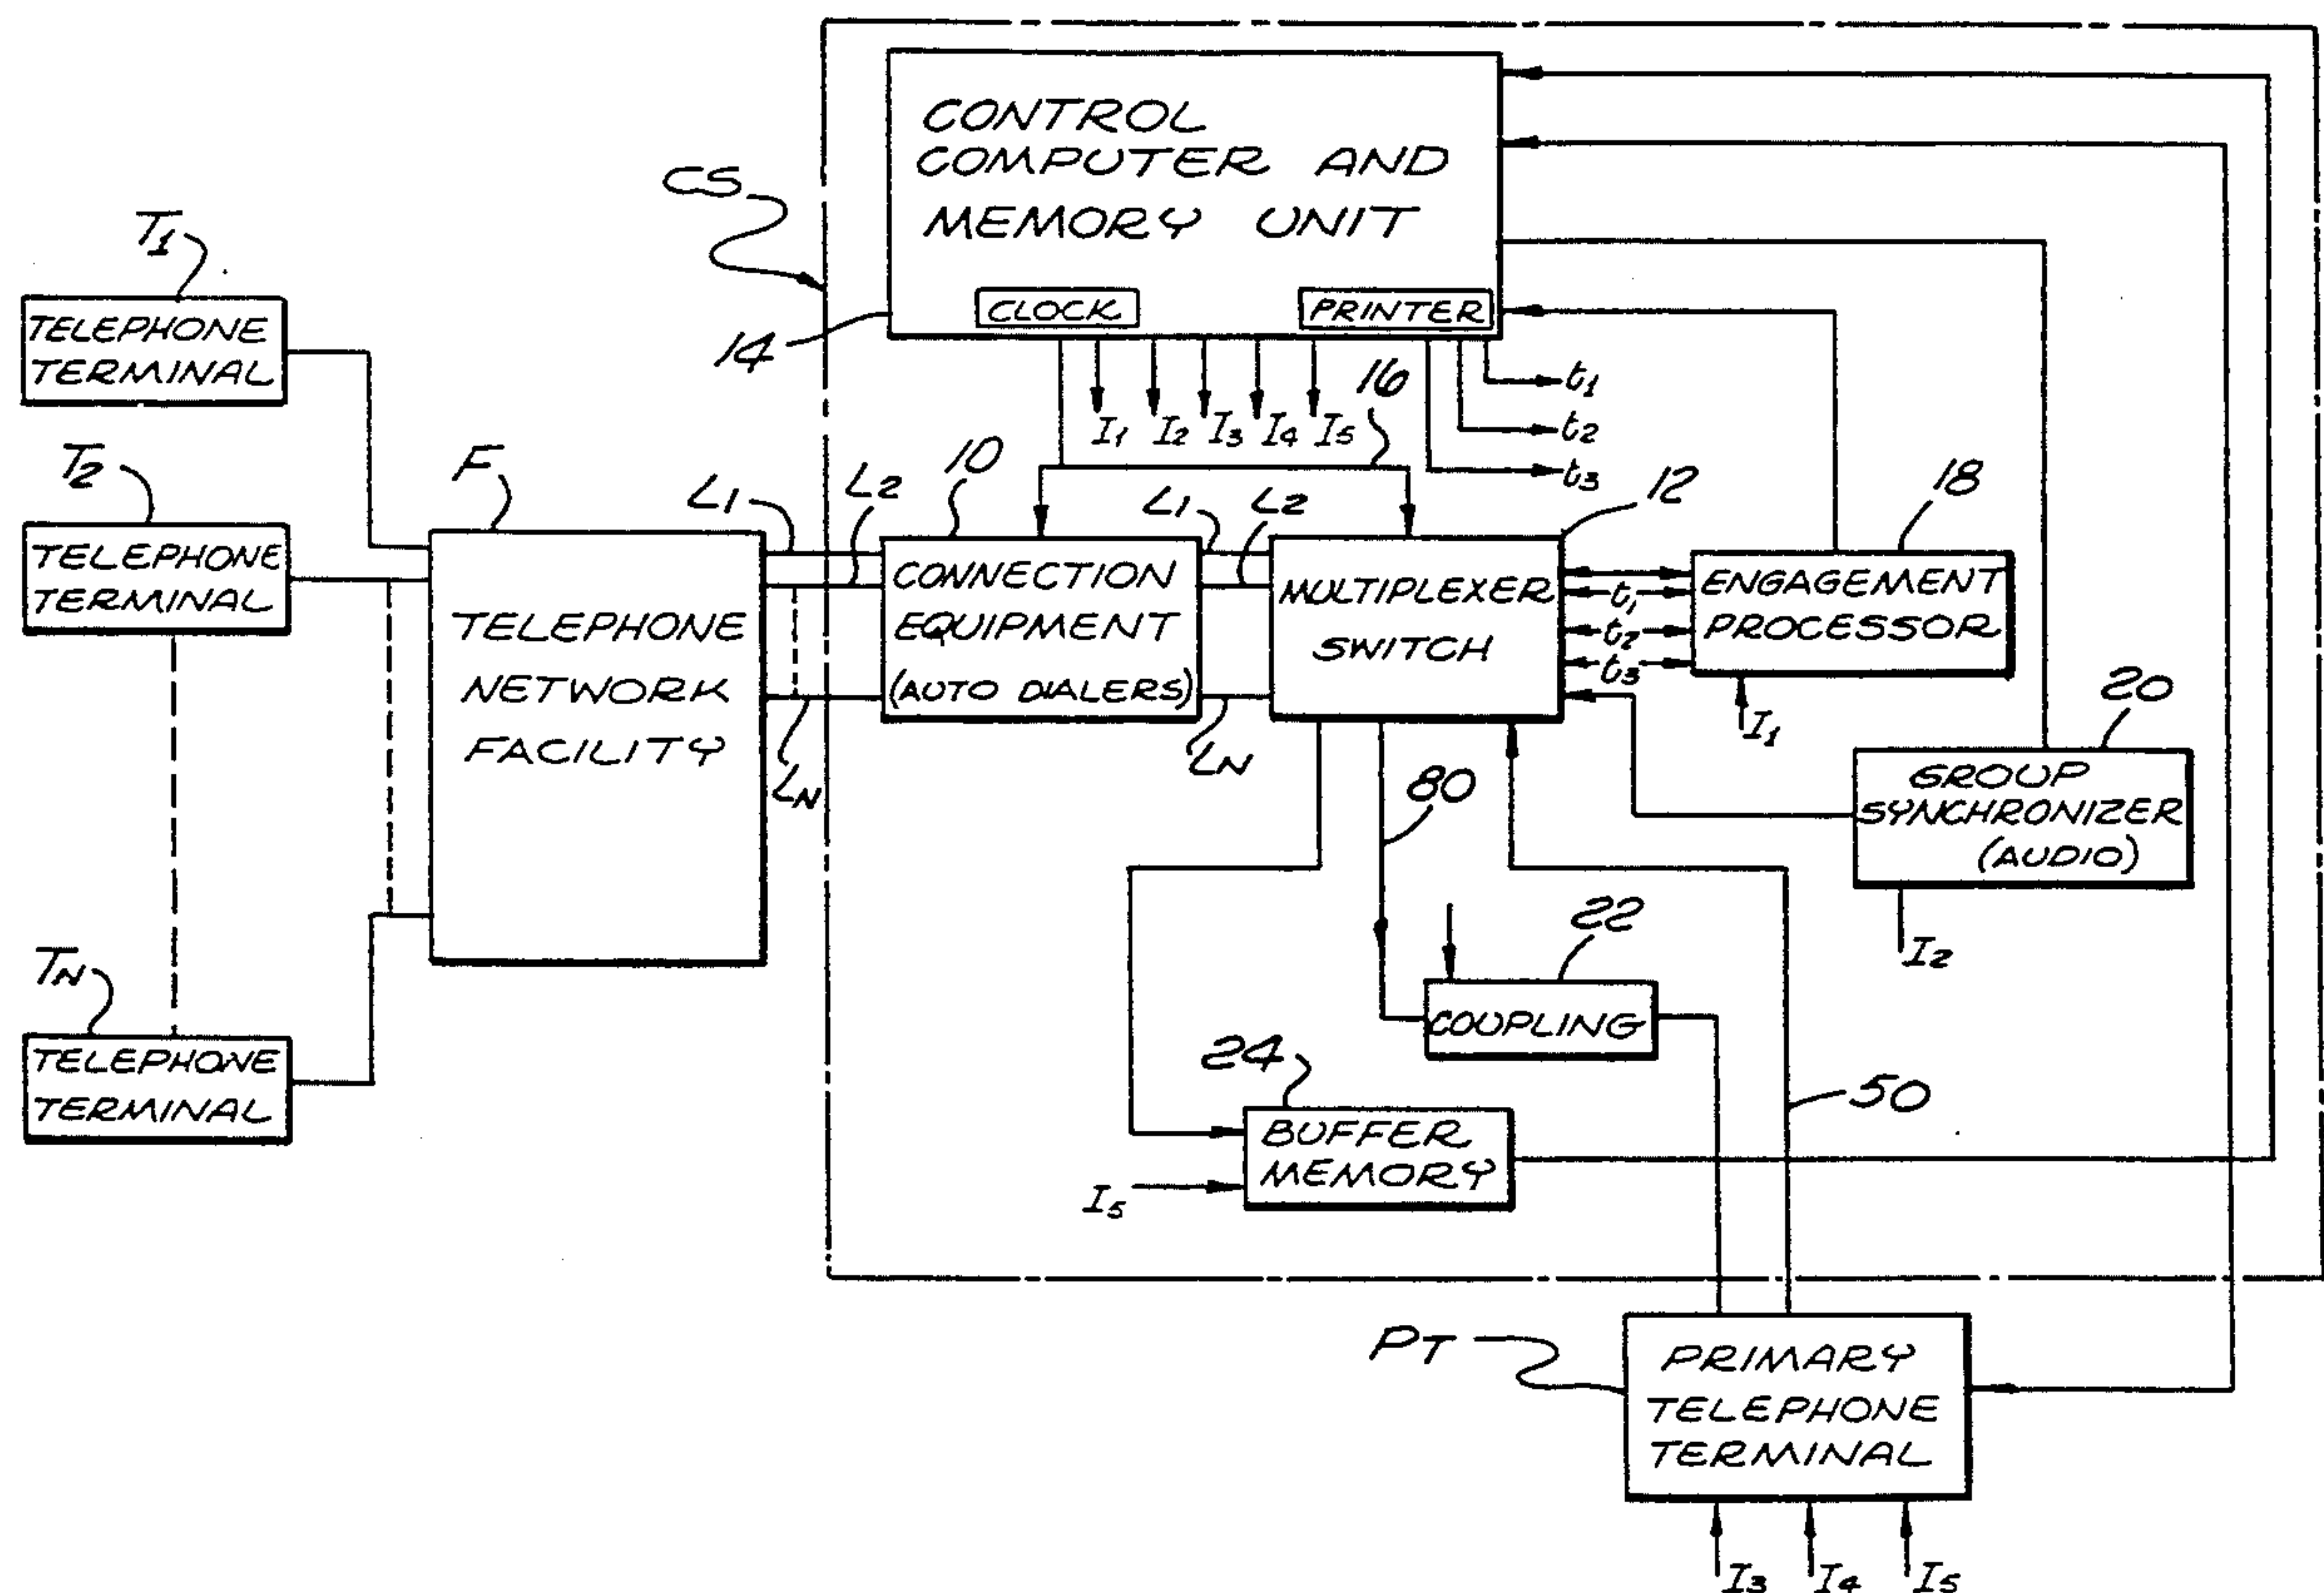 CONTROL
COMPUTER AND
MEMORY UNIT
CLOCK
PRINTER
CS
14
T1
TELEPHONE
TERMINAL
I1
I2
I3
I4
I5
16
t1
t2
t3
T2
TELEPHONE
TERMINAL
F
TELEPHONE
NETWORK
FACILITY
L1
L2
LN
10
CONNECTION
EQUIPMENT
(AUTO DIALERS)
L1
L2
LN
12
MULTIPLEXER
SWITCH
t1
t2
t3
18
ENGAGEMENT
PROCESSOR
I1
20
GROUP
SYNCHRONIZER
(AUDIO)
I2
80
22
COUPLING
TN
TELEPHONE
TERMINAL
24
BUFFER
MEMORY
I5
50
PT
PRIMARY
TELEPHONE
TERMINAL
I3
I4
I5